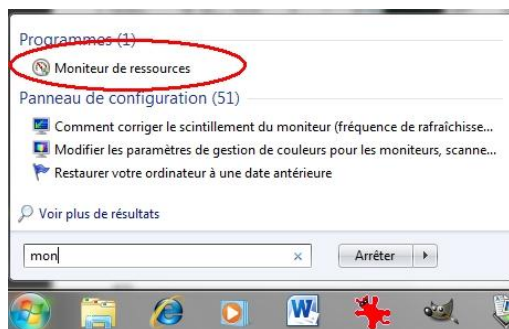 Programmes (1)
Moniteur de ressources
Panneau de configuration (51)
Comment corriger le scintillement du moniteur (fréquence de rafraîchisse...
Modifier les paramètres de gestion de couleurs pour les moniteurs, scanne...
Restaurer votre ordinateur à une date antérieure
Voir plus de résultats
mon
Arrêter
W